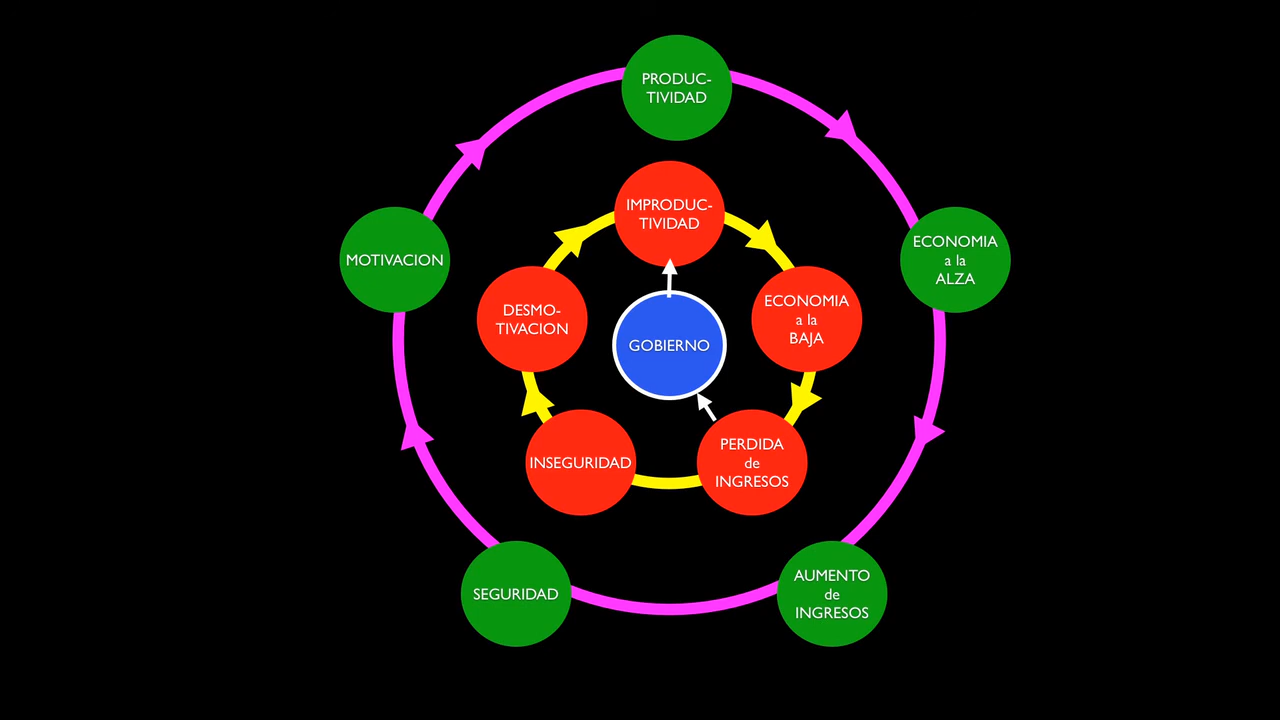 PRODUC-
TIVIDAD
IMPRODUC-
TIVIDAD
MOTIVACION
ECONOMIA
a la
ALZA
DESMO-
TIVACION
ECONOMIA
a la
BAJA
GOBIERNO
INSEGURIDAD
PERDIDA
de
INGRESOS
SEGURIDAD
AUMENTO
de
INGRESOS